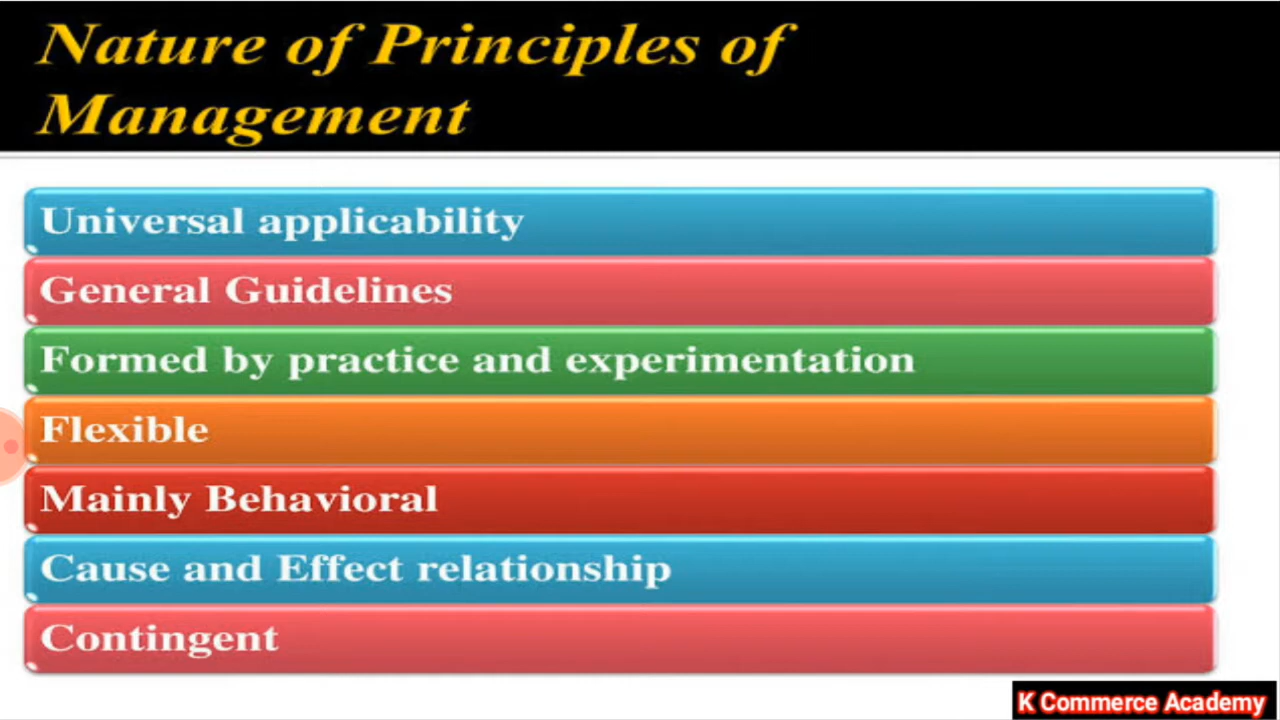 Nature of Principles of
Management
Universal applicability
General Guidelines
Formed by practice and experimentation
Flexible
Mainly Behavioral
Cause and Effect relationship
Contingent
K Commerce Academy